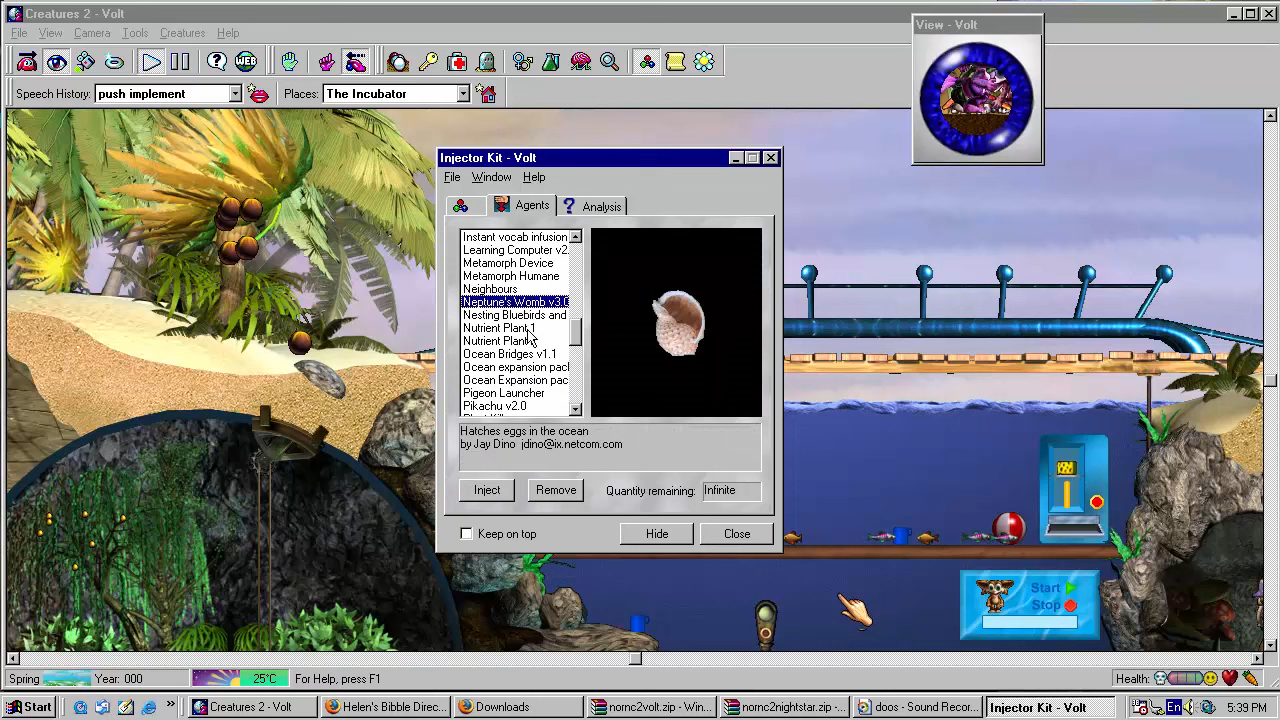 Creatures 2 - Volt
File View Camera Tools Creatures Help
View - Volt
WEB
Speech History: push implement Places: The Incubator
Injector Kit - Volt
File Window Help
Agents ? Analysis
Instant vocab infusion
Learning Computer v2
Metamorph Device
Metamorph Humane
Neighbours
Neptune's Womb v3.0
Nesting Bluebirds and
Nutrient Plant 1
Nutrient Plant
Ocean Bridges v1.1
Ocean expansion pack
Ocean Expansion pac
Pigeon Launcher
Pikachu v2.0
Hatches eggs in the ocean
by Jay Dino jdino@ix.netcom.com
Inject Remove Quantity remaining: Infinite
Keep on top Hide Close
Start
Stop
Spring Year: 000 25°C For Help, press F1 Health:
Start » Creatures 2 - Volt Helen's Bible Direc... Downloads nornc2volt.zip - Win... nornc2nightstar.zip -... doos - Sound Recor... Injector Kit - Volt En 5:39 PM